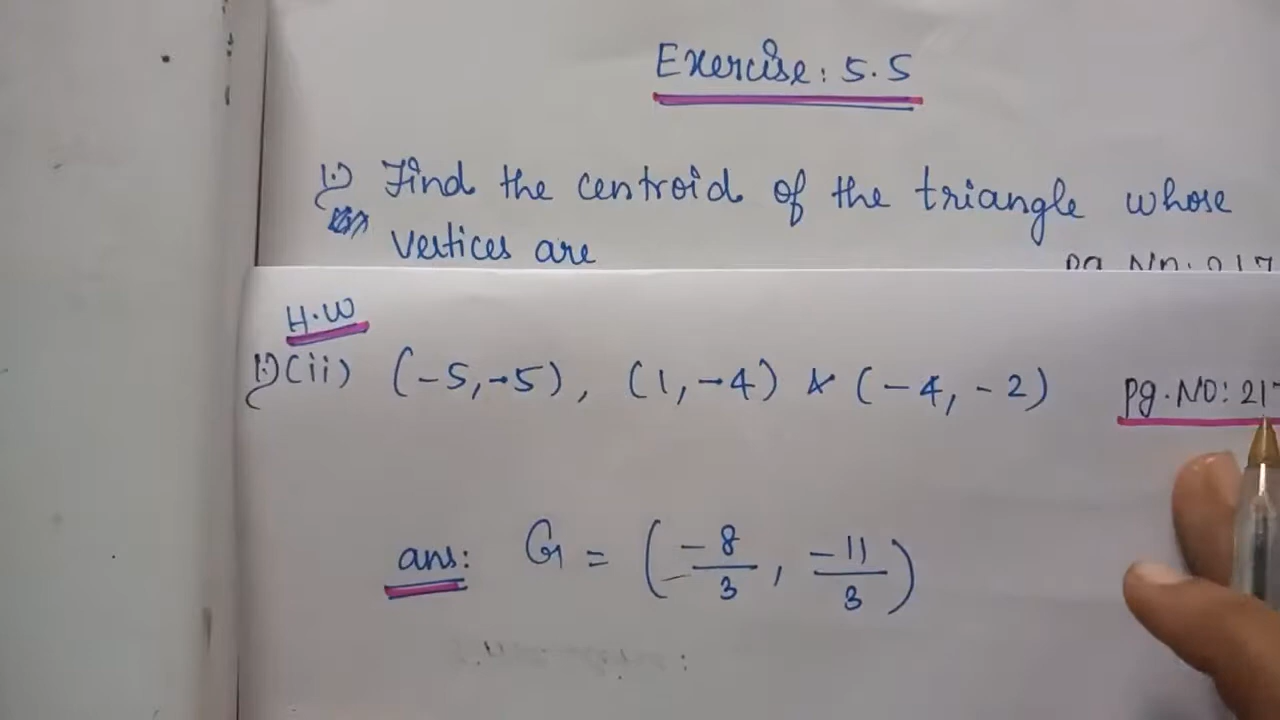 Exercise: 5.5
1.) Find the centroid of the triangle whose
vertices are
H.W
1.)(ii) (-5,-5), (1,-4) & (-4,-2) pg.No: 217
ans: G = (-8/3, -11/3)